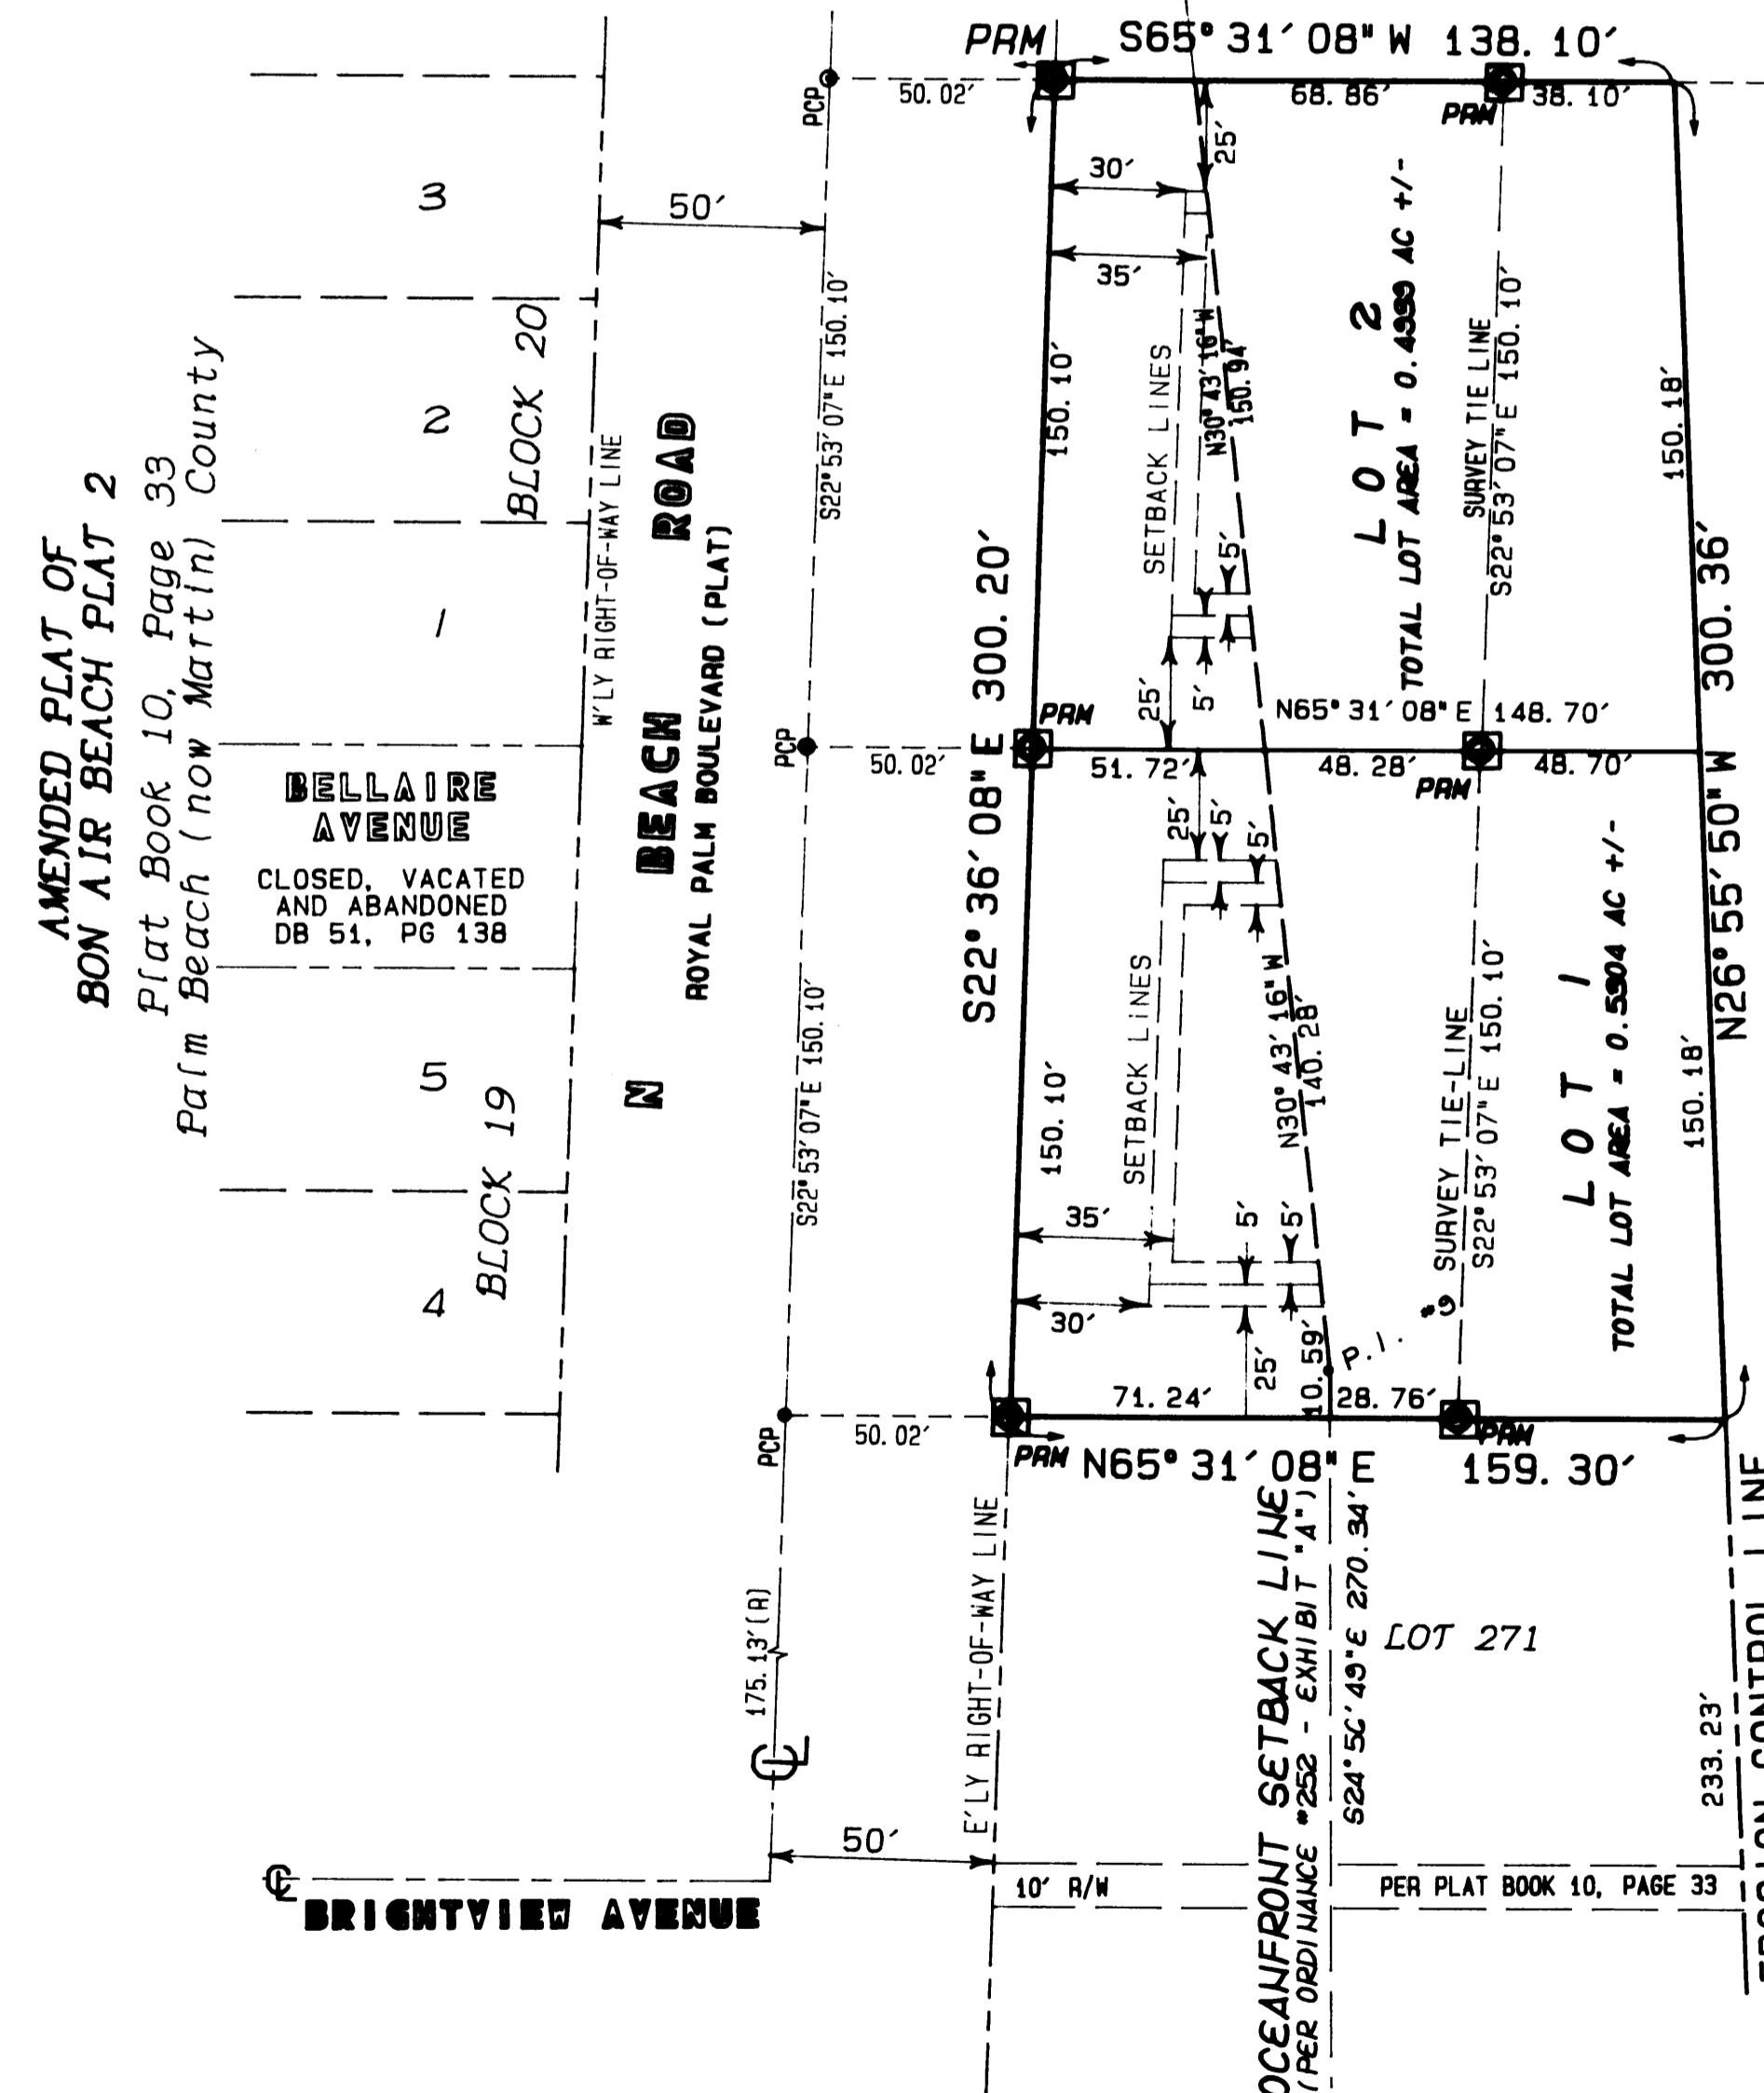 PRM
S65° 31′ 08" W 138. 10′
PCP
50. 02′
68. 86′
38. 10′
PRM
25′
30′
35′
3
50′
2
BLOCK 20
1
W'LY RIGHT-OF-WAY LINE
S22° 53′ 07" E 150. 10′
AMENDED PLAT OF
BON AIR BEACH PLAT 2
Plat Book 10, Page 33
Palm Beach (now Martin) County
BELLAIRE
AVENUE
CLOSED, VACATED
AND ABANDONED
DB 51, PG 138
5
BLOCK 19
4
N BEACH ROAD
ROYAL PALM BOULEVARD (PLAT)
PCP
50. 02′
S22° 53′ 07" E 150. 10′
PCP
50. 02′
S22° 36′ 08" E 300. 20′
150. 10′
SETBACK LINES
N30° 43′ 16" W
150. 94′
5′
5′
25′
LOT 2
TOTAL LOT AREA = 0.4999 AC +/-
SURVEY TIE LINE
S22° 53′ 07" E 150. 10′
150. 18′
N26° 55′ 50" W 300. 36′
PRM
N65° 31′ 08" E 148. 70′
51. 72′
48. 28′
48. 70′
PRM
25′
5′
5′
150. 10′
SETBACK LINES
N30° 43′ 16" W
140. 28′
35′
30′
5′
5′
25′
10. 59′
P.I. #9
SURVEY TIE-LINE
S22° 53′ 07" E 150. 10′
LOT 1
TOTAL LOT AREA = 0.5904 AC +/-
150. 18′
71. 24′
28. 76′
PRM
PRM
N65° 31′ 08" E 159. 30′
175. 13′ (R)
CL
E'LY RIGHT-OF-WAY LINE
OCEANFRONT SETBACK LINE
(PER ORDINANCE #252 - EXHIBIT "A")
S24° 56′ 49" E 270. 34′
LOT 271
233. 23′
EROSION CONTROL LINE
50′
CL
BRIGHTVIEW AVENUE
10′ R/W
PER PLAT BOOK 10, PAGE 33